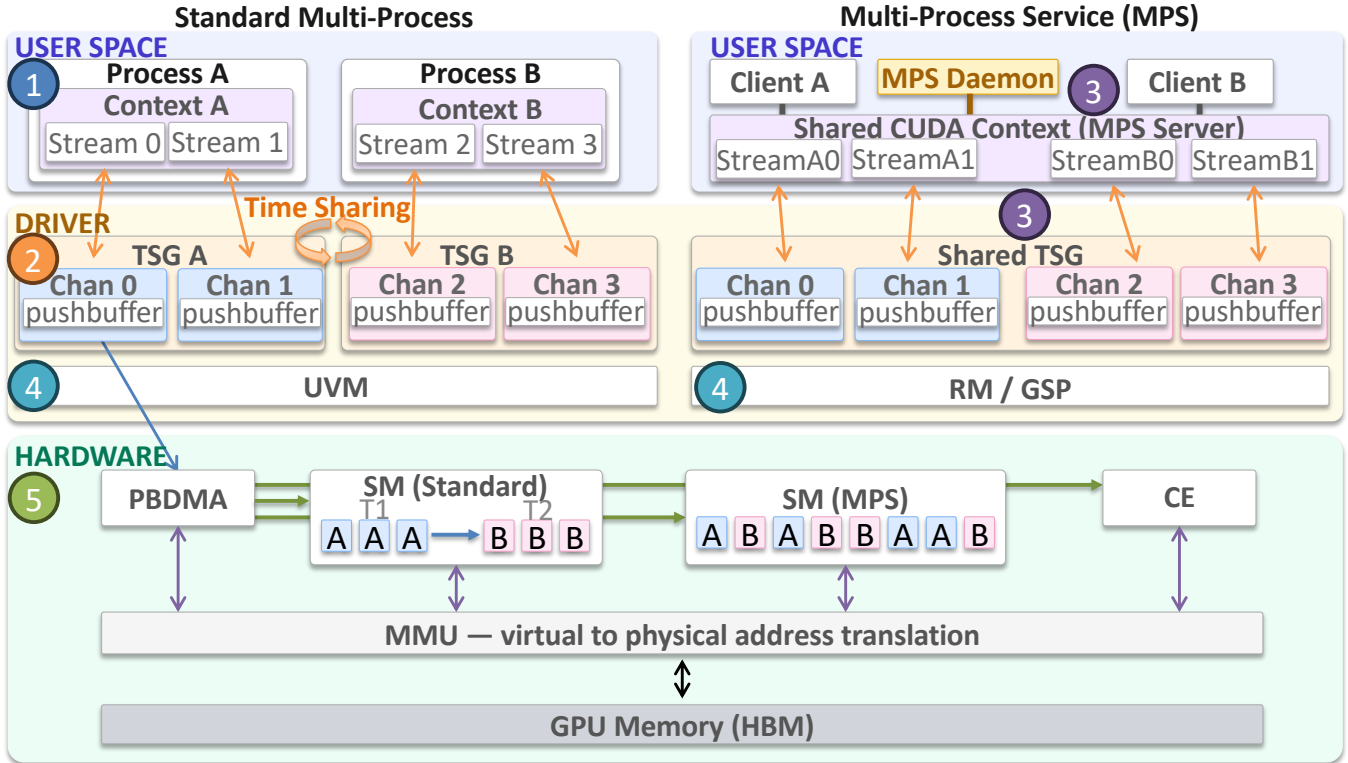 Standard Multi-Process
Multi-Process Service (MPS)
USER SPACE
1
Process A
Context A
Stream 0
Stream 1
Process B
Context B
Stream 2
Stream 3
USER SPACE
Client A
MPS Daemon
3
Client B
Shared CUDA Context (MPS Server)
StreamA0
StreamA1
StreamB0
StreamB1
DRIVER
Time Sharing
2
TSG A
Chan 0
pushbuffer
Chan 1
pushbuffer
TSG B
Chan 2
pushbuffer
Chan 3
pushbuffer
3
Shared TSG
Chan 0
pushbuffer
Chan 1
pushbuffer
Chan 2
pushbuffer
Chan 3
pushbuffer
4
UVM
4
RM / GSP
HARDWARE
5
PBDMA
SM (Standard)
T1
T2
A A A B B B
SM (MPS)
A B A B B A A B
CE
MMU — virtual to physical address translation
GPU Memory (HBM)